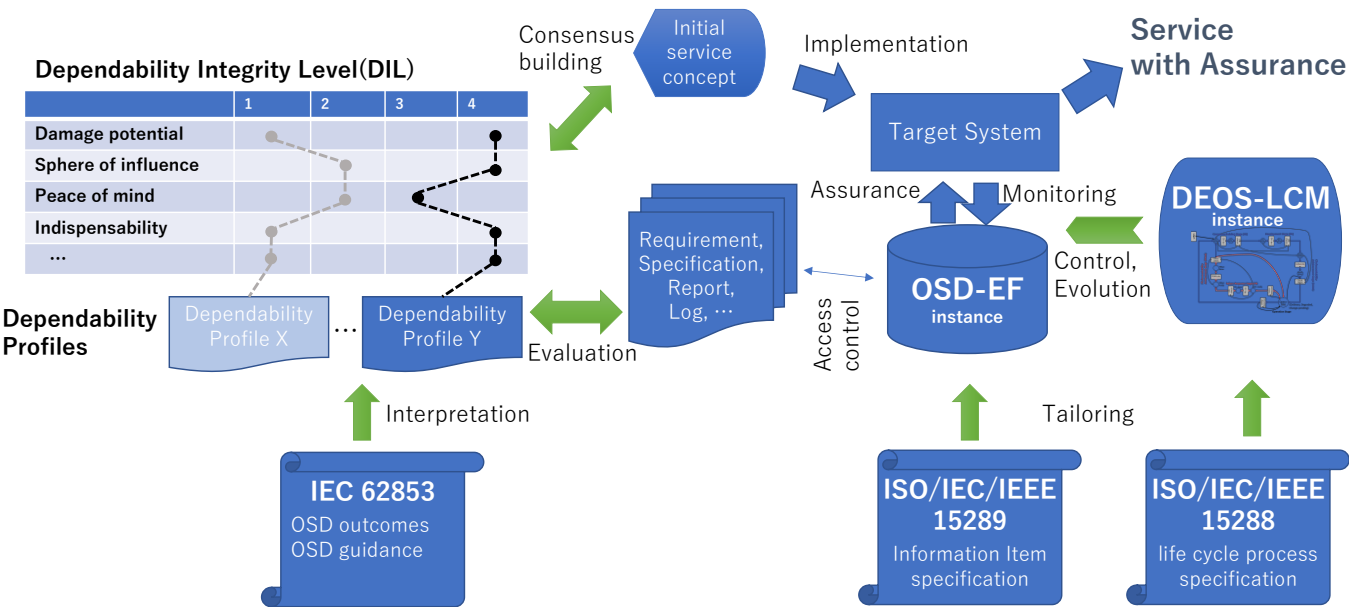 Consensus
building
Initial
service
concept
Implementation
Service
with Assurance
Dependability Integrity Level(DIL)
1
2
3
4
Damage potential
Sphere of influence
Peace of mind
Indispensability
...
Target System
Assurance
Monitoring
DEOS-LCM
instance
Requirement,
Specification,
Report,
Log, ...
OSD-EF
instance
Control,
Evolution
Access
control
Dependability
Profiles
Dependability
Profile X
...
Dependability
Profile Y
Evaluation
Interpretation
Tailoring
IEC 62853
OSD outcomes
OSD guidance
ISO/IEC/IEEE
15289
Information Item
specification
ISO/IEC/IEEE
15288
life cycle process
specification